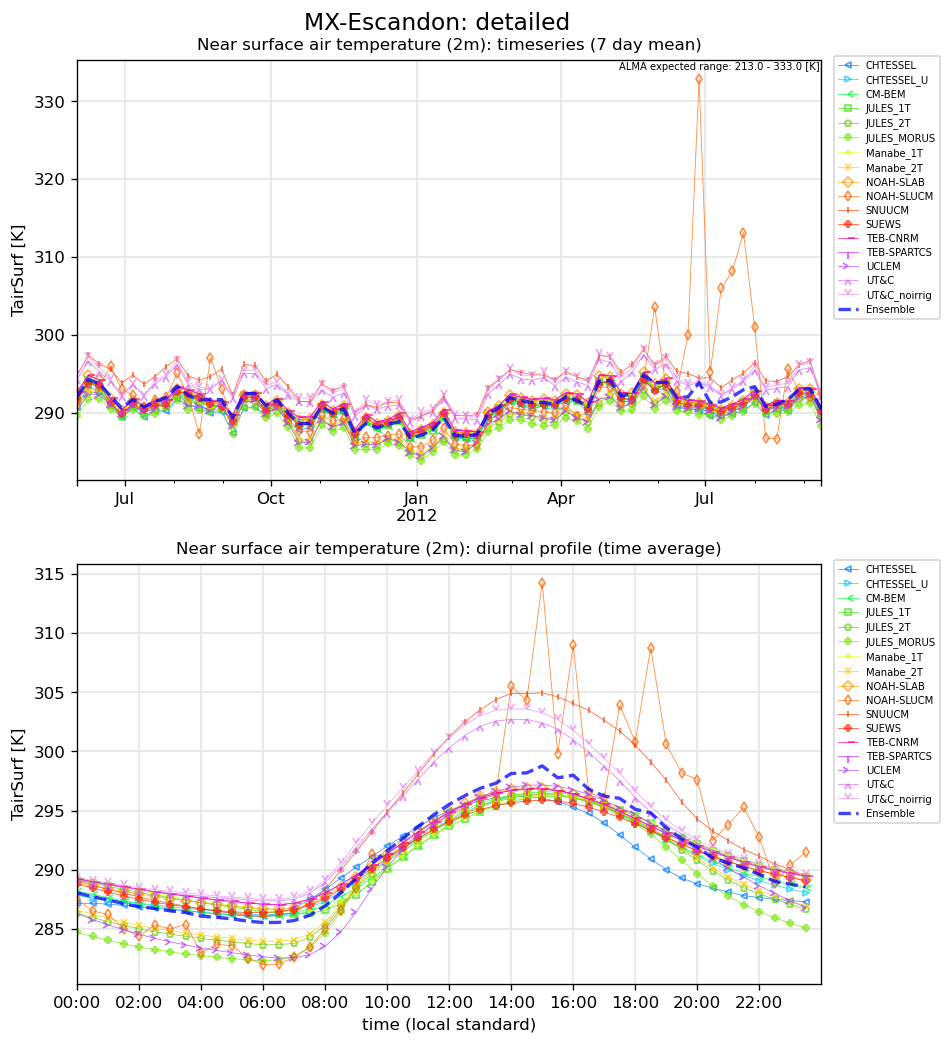 MX-Escandon: detailed
Near surface air temperature (2m): timeseries (7 day mean)
ALMA expected range: 213.0 - 333.0 [K]
TairSurf [K]
330
320
310
300
290
Jul
Oct
Jan
2012
Apr
Jul
CHTESSEL
CHTESSEL_U
CM-BEM
JULES_1T
JULES_2T
JULES_MORUS
Manabe_1T
Manabe_2T
NOAH-SLAB
NOAH-SLUCM
SNUUCM
SUEWS
TEB-CNRM
TEB-SPARTCS
UCLEM
UT&C
UT&C_noirrig
Ensemble
Near surface air temperature (2m): diurnal profile (time average)
TairSurf [K]
315
310
305
300
295
290
285
00:00
02:00
04:00
06:00
08:00
10:00
12:00
14:00
16:00
18:00
20:00
22:00
time (local standard)
CHTESSEL
CHTESSEL_U
CM-BEM
JULES_1T
JULES_2T
JULES_MORUS
Manabe_1T
Manabe_2T
NOAH-SLAB
NOAH-SLUCM
SNUUCM
SUEWS
TEB-CNRM
TEB-SPARTCS
UCLEM
UT&C
UT&C_noirrig
Ensemble